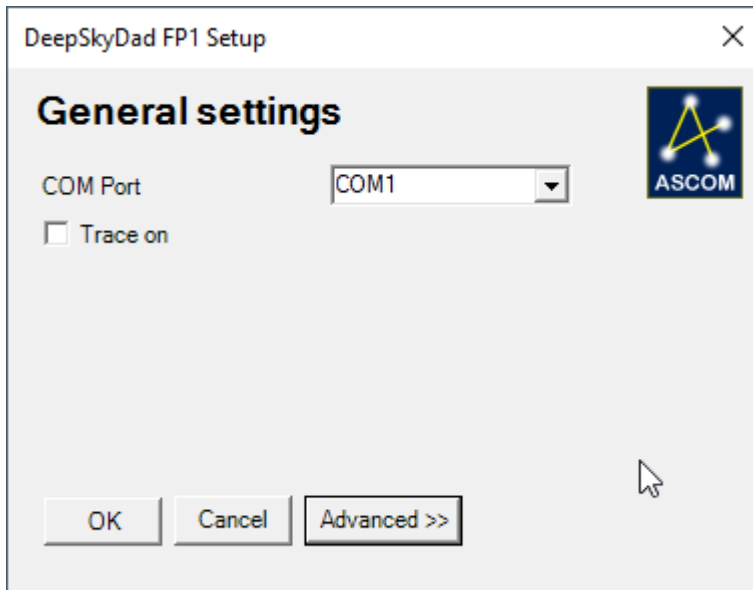 DeepSkyDad FP1 Setup
General settings
ASCOM
COM Port COM1
Trace on
OK Cancel Advanced >>